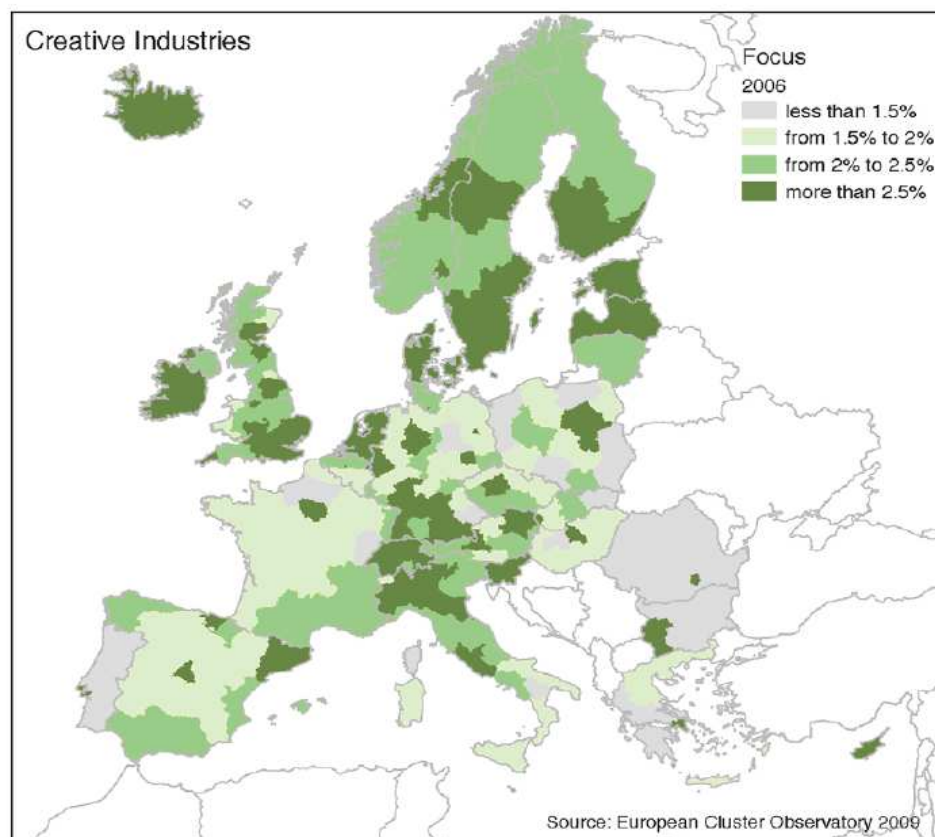 Creative Industries
Focus
2006
less than 1.5%
from 1.5% to 2%
from 2% to 2.5%
more than 2.5%
Source: European Cluster Observatory 2009